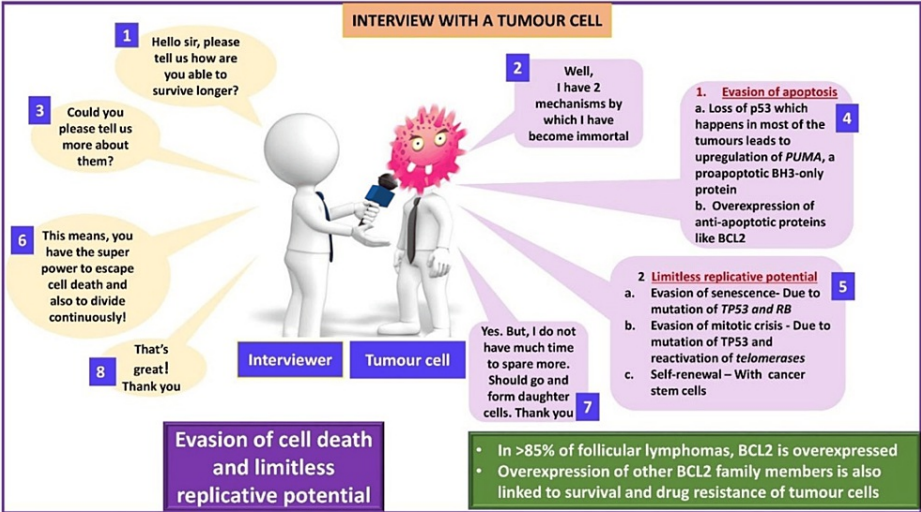 INTERVIEW WITH A TUMOUR CELL
1
Hello sir, please
tell us how are
you able to
survive longer?
2
Well,
I have 2
mechanisms by
which I have
become immortal
3
Could you
please tell us
more about
them?
4
1. Evasion of apoptosis
a. Loss of p53 which
happens in most of the
tumours leads to
upregulation of PUMA, a
proapoptotic BH3-only
protein
b. Overexpression of
anti-apoptotic proteins
like BCL2
5
2 Limitless replicative potential
a. Evasion of senescence- Due to
mutation of TP53 and RB
b. Evasion of mitotic crisis - Due to
mutation of TP53 and
reactivation of telomerases
c. Self-renewal – With cancer
stem cells
6
This means, you
have the super
power to escape
cell death and
also to divide
continuously!
7
Yes. But, I do not
have much time
to spare more.
Should go and
form daughter
cells. Thank you
8
That's
great!
Thank you
Interviewer
Tumour cell
Evasion of cell death
and limitless
replicative potential
• In >85% of follicular lymphomas, BCL2 is overexpressed
• Overexpression of other BCL2 family members is also
linked to survival and drug resistance of tumour cells